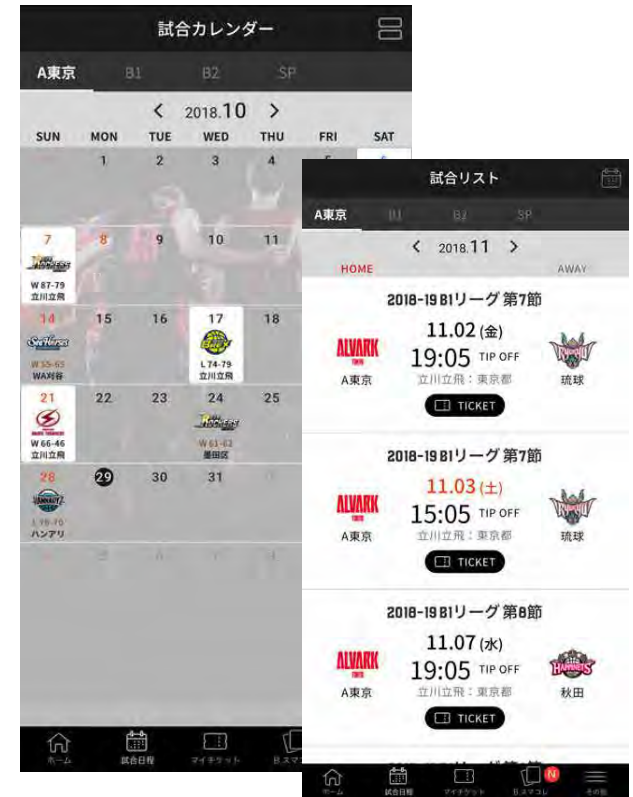 試合カレンダー
A東京 B1 B2 SP
2018.10
SUN MON TUE WED THU FRI SAT
1 2 3 4
7 8 9 10 11
W 87-79
立川立飛
14 15 16 17 18
SeaHorses
WA刈谷
L 74-79
立川立飛
21 22 23 24 25
W 66-46
立川立飛
W 61-62
墨田区
28 29 30 31
ハンアリ
ホーム 試合日程 マイチケット
試合リスト
A東京 B1 B2 SP
2018.11
HOME AWAY
2018-19 B1リーグ 第7節
11.02 (金)
ALVARK
TOKYO
19:05 TIP OFF
A東京 立川立飛：東京都 琉球
TICKET
2018-19 B1リーグ 第7節
11.03 (土)
ALVARK
TOKYO
15:05 TIP OFF
A東京 立川立飛：東京都 琉球
TICKET
2018-19 B1リーグ 第8節
11.07 (水)
ALVARK
TOKYO
19:05 TIP OFF
HAPPINETS
A東京 立川立飛：東京都 秋田
TICKET
N
ホーム 試合日程 マイチケット B.スマコレ その他